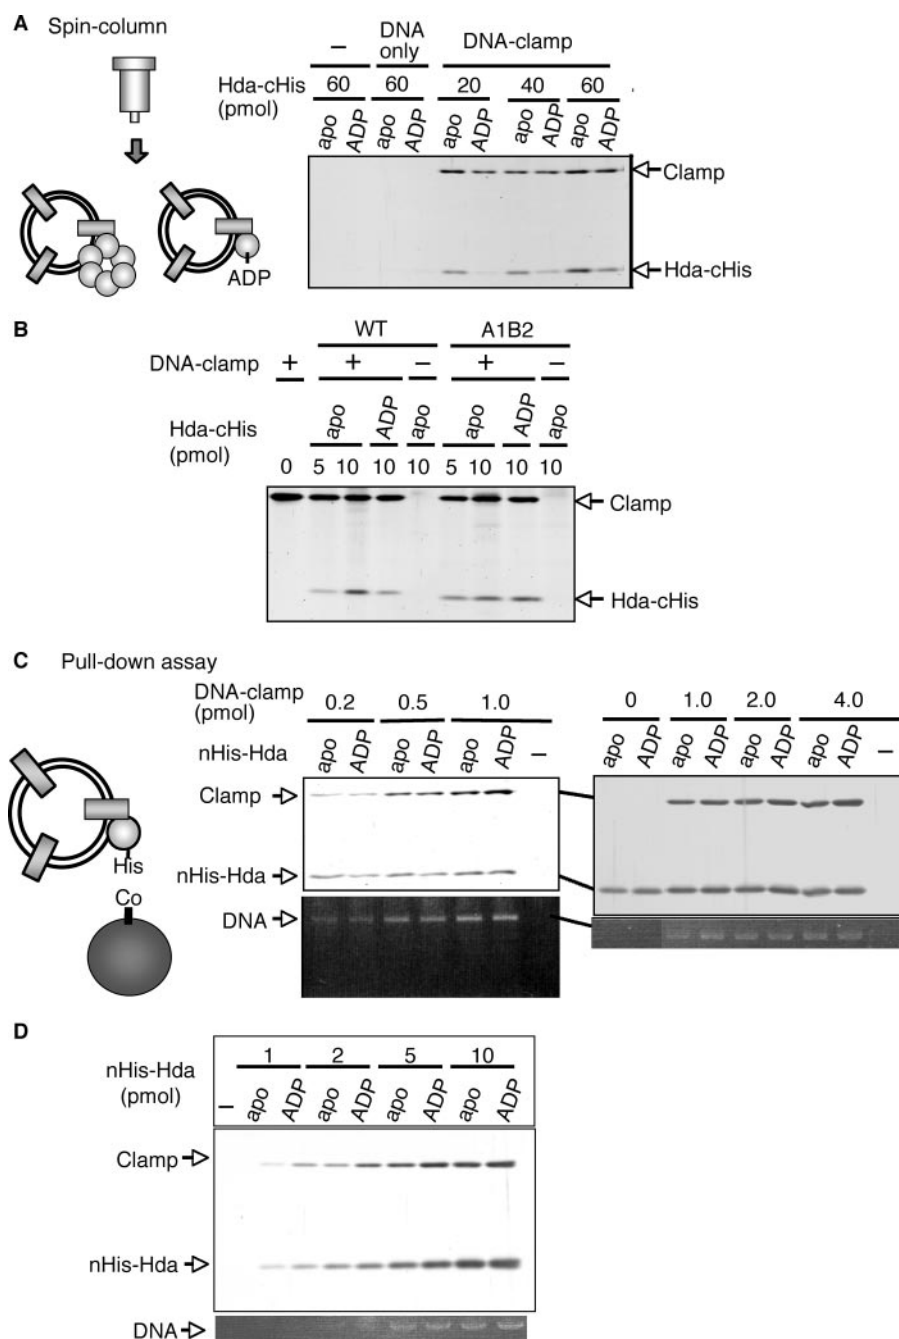 A Spin-column
– DNA only DNA-clamp
Hda-cHis (pmol) 60 60 20 40 60
apo ADP apo ADP apo ADP apo ADP apo ADP
Clamp
Hda-cHis
ADP
B
WT A1B2
DNA-clamp + + – + –
apo ADP apo apo ADP apo
Hda-cHis (pmol)
0 5 10 10 10 5 10 10 10
Clamp
Hda-cHis
C Pull-down assay
DNA-clamp (pmol) 0.2 0.5 1.0 0 1.0 2.0 4.0
nHis-Hda apo ADP apo ADP apo ADP – apo ADP apo ADP apo ADP apo ADP –
Clamp
nHis-Hda
DNA
His
Co
D
nHis-Hda (pmol) 1 2 5 10
– apo ADP apo ADP apo ADP apo ADP
Clamp
nHis-Hda
DNA